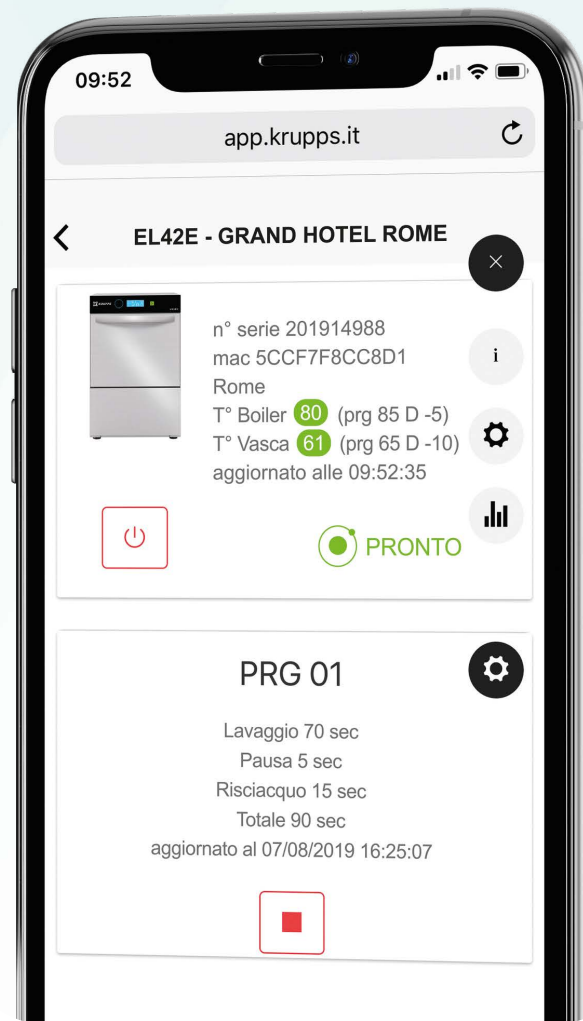 09:52
app.krupps.it
EL42E - GRAND HOTEL ROME
n° serie 201914988
mac 5CCF7F8CC8D1
Rome
T° Boiler 80 (prg 85 D -5)
T° Vasca 61 (prg 65 D -10)
aggiornato alle 09:52:35
i
PRONTO
PRG 01
Lavaggio 70 sec
Pausa 5 sec
Risciacquo 15 sec
Totale 90 sec
aggiornato al 07/08/2019 16:25:07